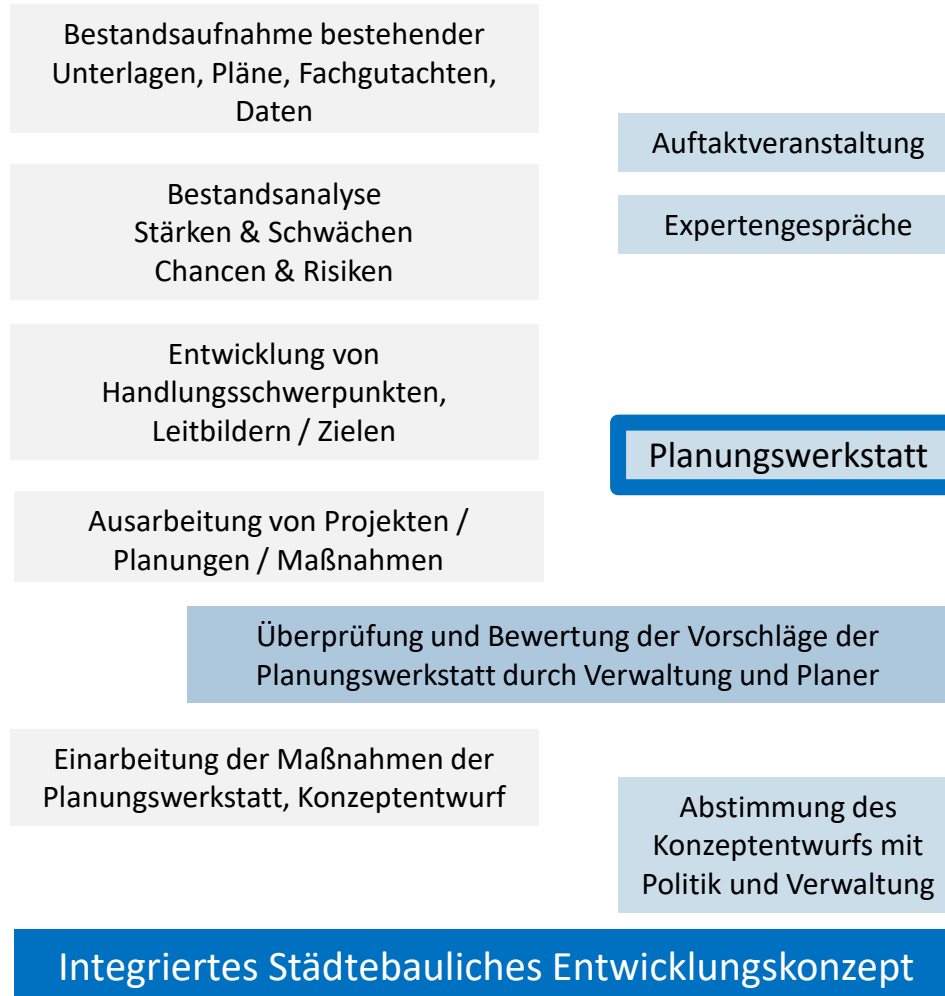 Bestandsaufnahme bestehender
Unterlagen, Pläne, Fachgutachten,
Daten
Auftaktveranstaltung
Bestandsanalyse
Stärken & Schwächen
Chancen & Risiken
Expertengespräche
Entwicklung von
Handlungsschwerpunkten,
Leitbildern / Zielen
Planungswerkstatt
Ausarbeitung von Projekten /
Planungen / Maßnahmen
Überprüfung und Bewertung der Vorschläge der
Planungswerkstatt durch Verwaltung und Planer
Einarbeitung der Maßnahmen der
Planungswerkstatt, Konzeptentwurf
Abstimmung des
Konzeptentwurfs mit
Politik und Verwaltung
Integriertes Städtebauliches Entwicklungskonzept